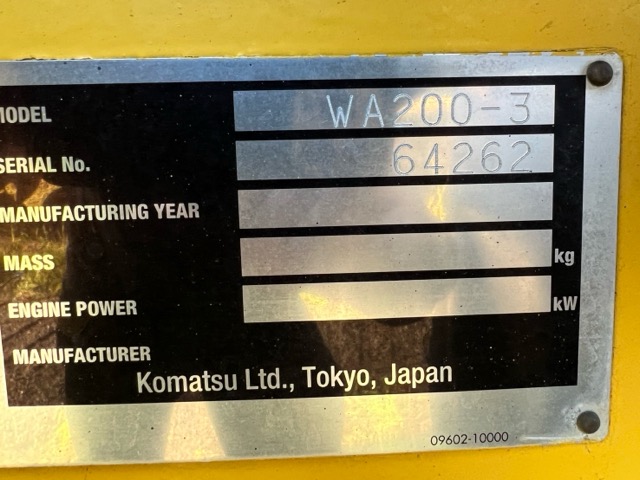 MODEL WA200-3
SERIAL No. 64262
MANUFACTURING YEAR
MASS kg
ENGINE POWER kW
MANUFACTURER
Komatsu Ltd., Tokyo, Japan
09602-10000